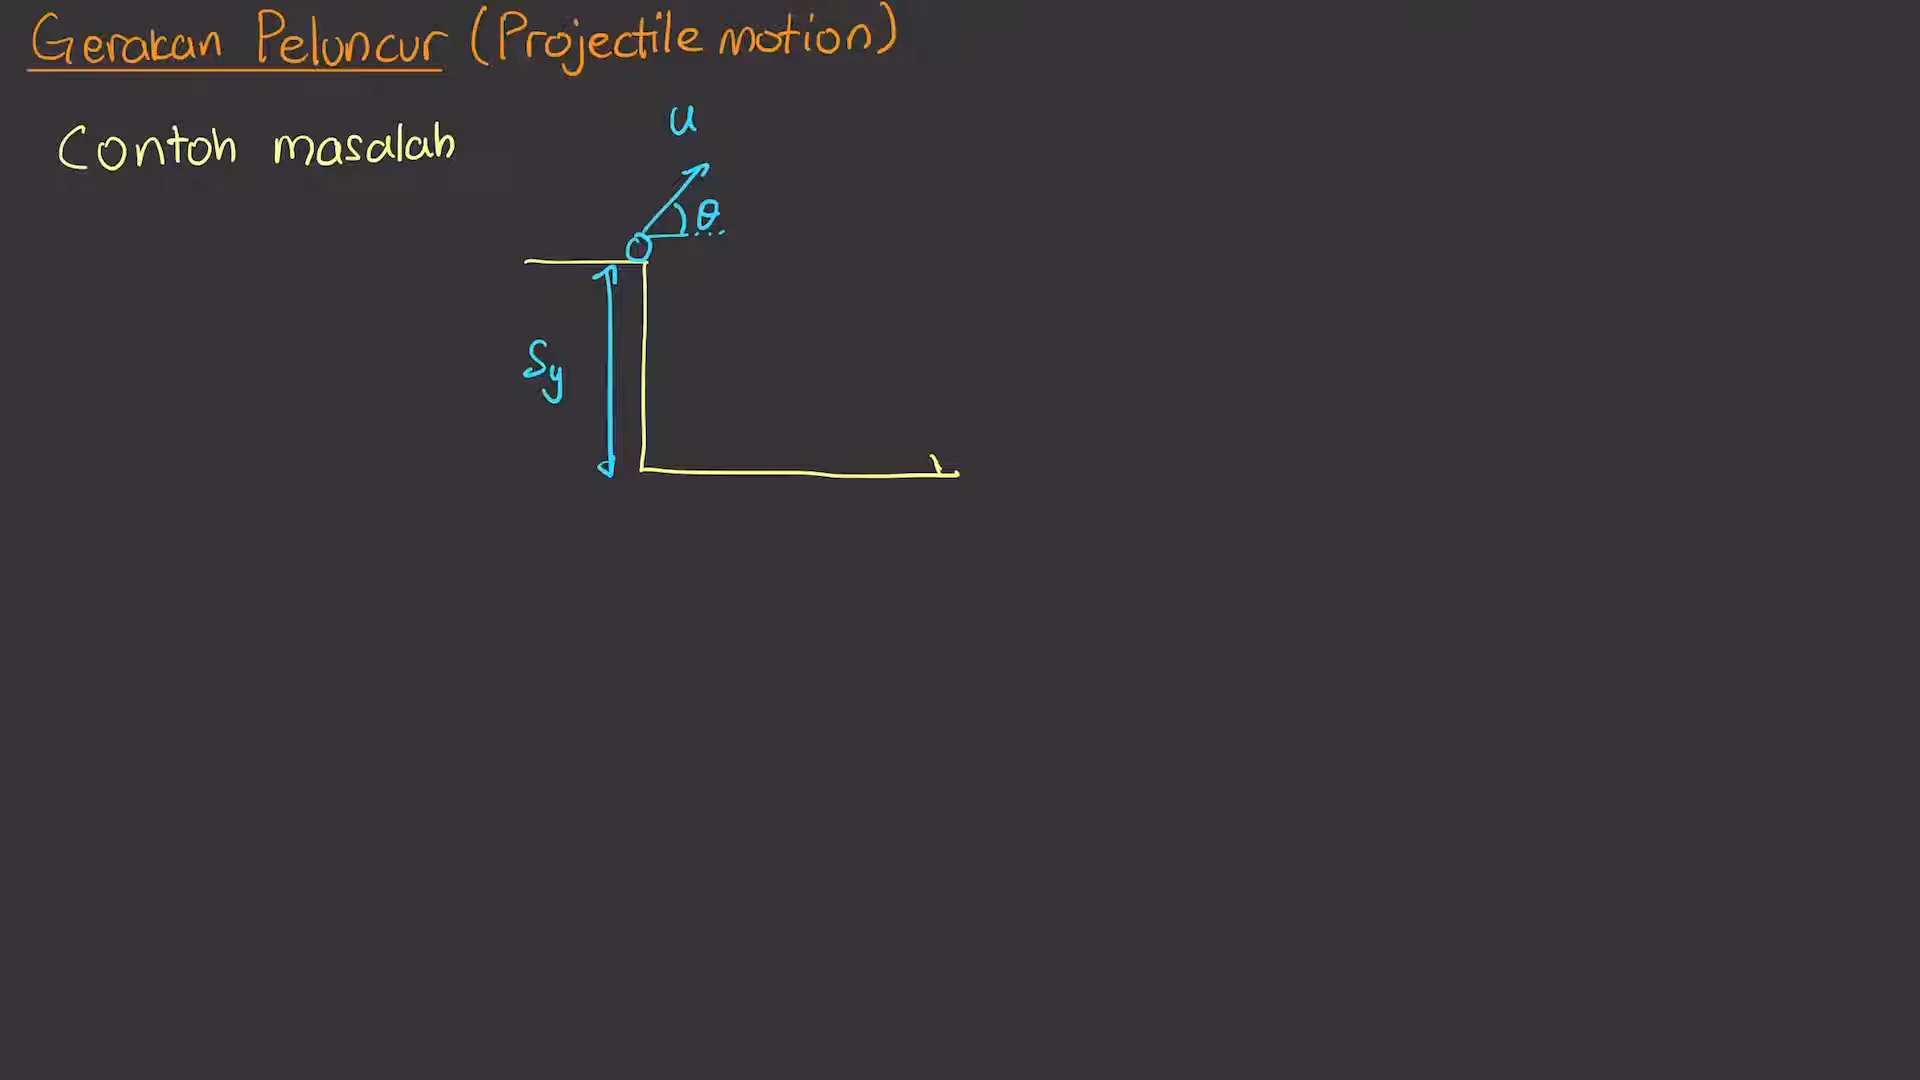 Gerakan Peluncur (Projectile motion)
Contoh masalah
u
θ
Sy